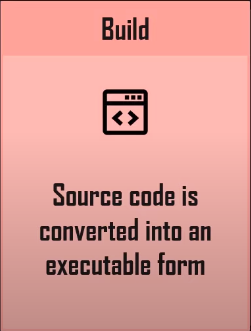 Build
Source code is
converted into an
executable form